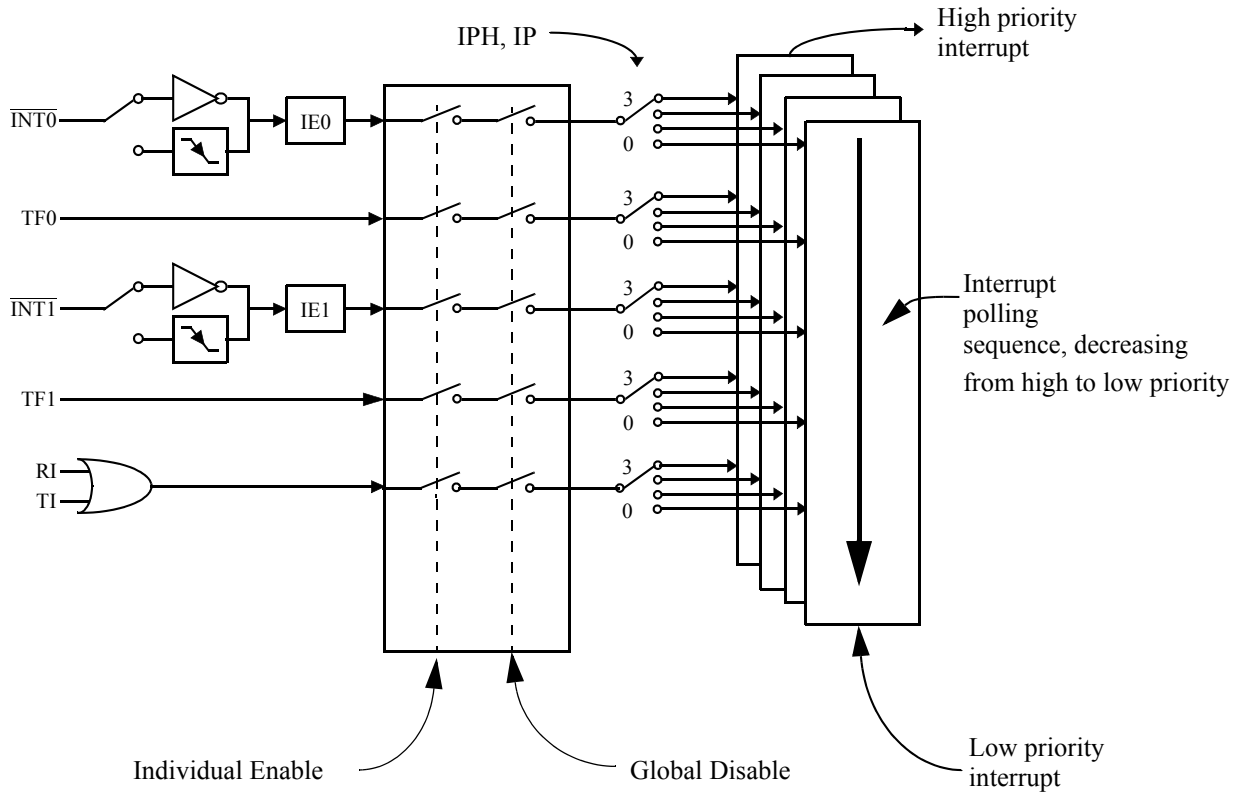 High priority
interrupt
IPH, IP
INT0
IE0
3
0
TF0
3
0
INT1
IE1
3
0
Interrupt
polling
sequence, decreasing
from high to low priority
TF1
3
0
RI
TI
3
0
Individual Enable
Global Disable
Low priority
interrupt